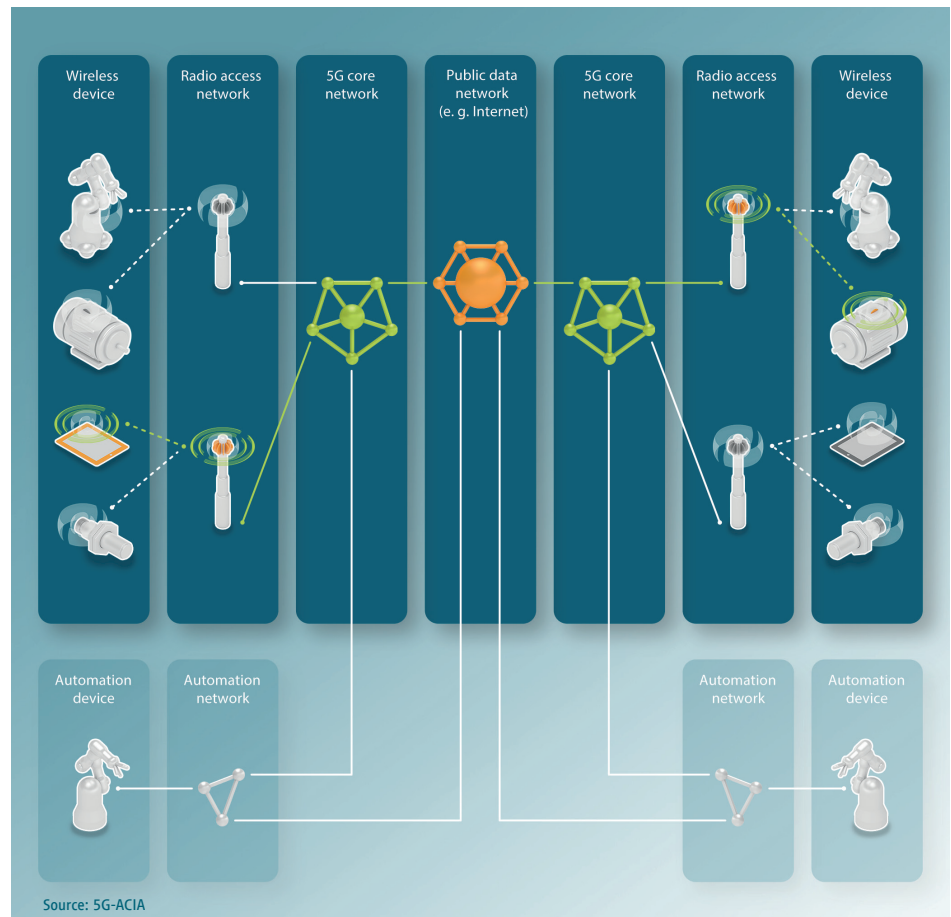 Wireless
device
Radio access
network
5G core
network
Public data
network
(e. g. Internet)
5G core
network
Radio access
network
Wireless
device
Automation
device
Automation
network
Automation
network
Automation
device
Source: 5G-ACIA